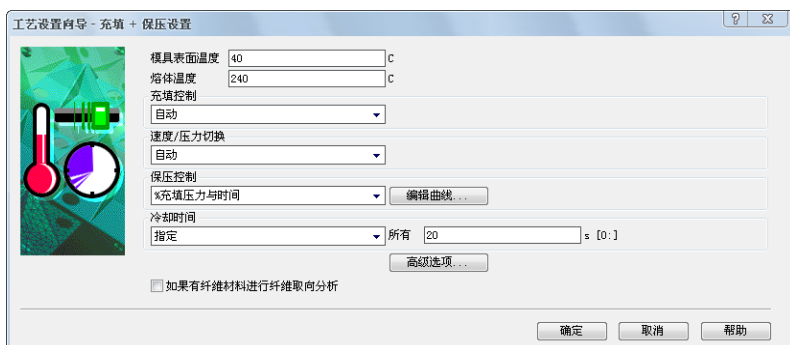 工艺设置向导 - 充填 + 保压设置
模具表面温度 40 C
熔体温度 240 C
充填控制
自动
速度/压力切换
自动
保压控制
%充填压力与时间 编辑曲线...
冷却时间
指定 所有 20 s [0:]
高级选项...
如果有纤维材料进行纤维取向分析
确定 取消 帮助